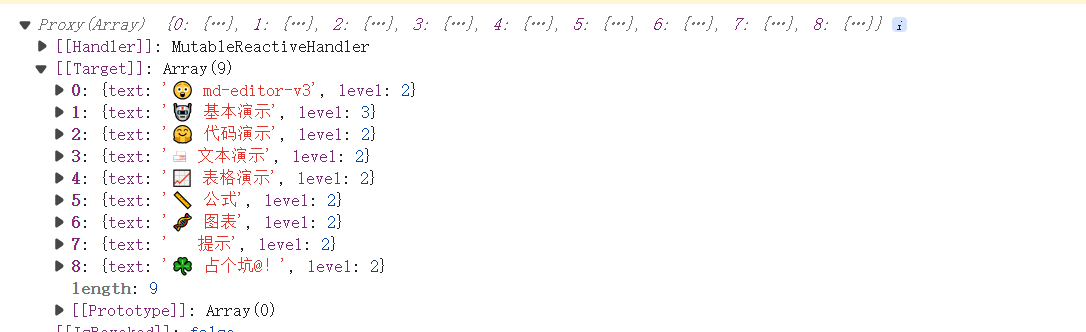 Proxy(Array) {0: {…}, 1: {…}, 2: {…}, 3: {…}, 4: {…}, 5: {…}, 6: {…}, 7: {…}, 8: {…}} i
[[Handler]]: MutableReactiveHandler
[[Target]]: Array(9)
0: {text: '😲 md-editor-v3', level: 2}
1: {text: '🤖 基本演示', level: 3}
2: {text: '🤗 代码演示', level: 2}
3: {text: '🖨 文本演示', level: 2}
4: {text: '📈 表格演示', level: 2}
5: {text: '📏 公式', level: 2}
6: {text: '🧬 图表', level: 2}
7: {text: ' 提示', level: 2}
8: {text: '☘️ 占个坑@！', level: 2}
length: 9
[[Prototype]]: Array(0)
[[IsRevoked]]: false